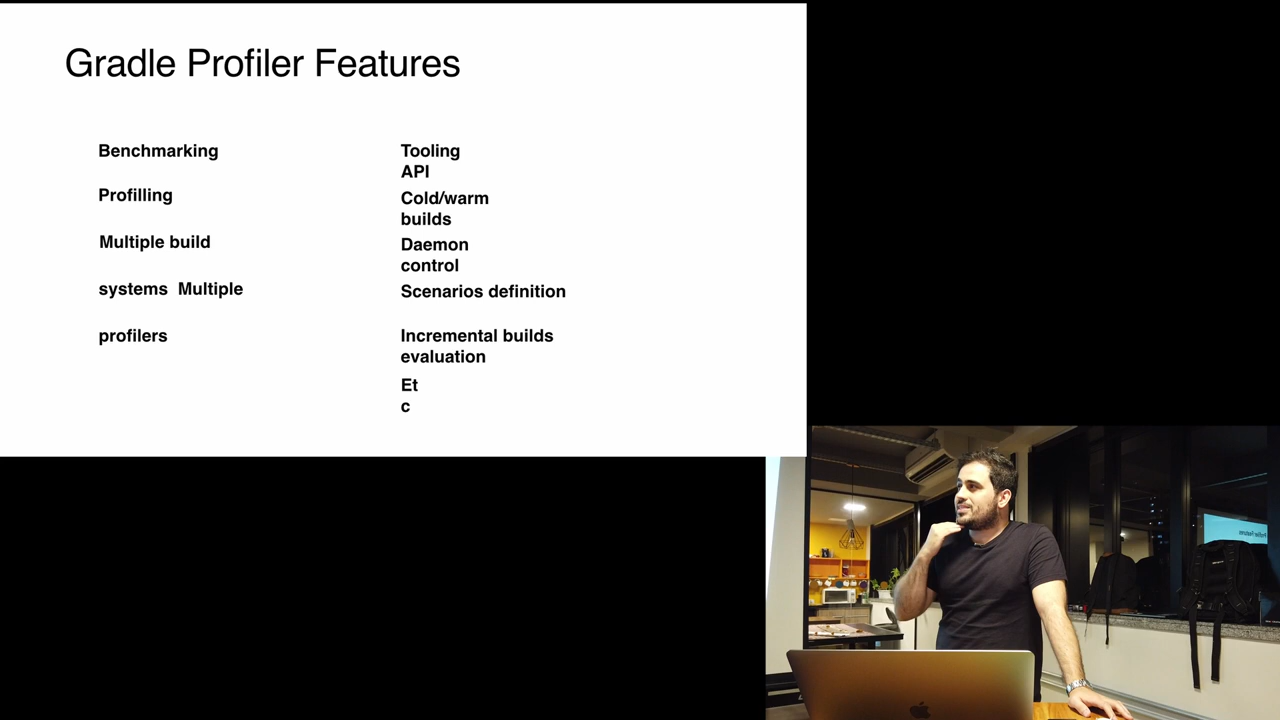 Gradle Profiler Features
Benchmarking
Profilling
Multiple build
systems Multiple
profilers
Tooling
API
Cold/warm
builds
Daemon
control
Scenarios definition
Incremental builds
evaluation
Et
c